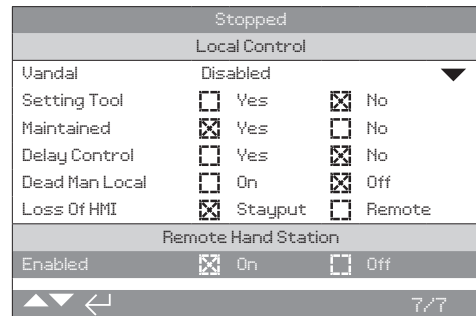 Stopped
Local Control
Vandal Disabled
Setting Tool Yes No
Maintained Yes No
Delay Control Yes No
Dead Man Local On Off
Loss Of HMI Stayput Remote
Remote Hand Station
Enabled On Off
7/7